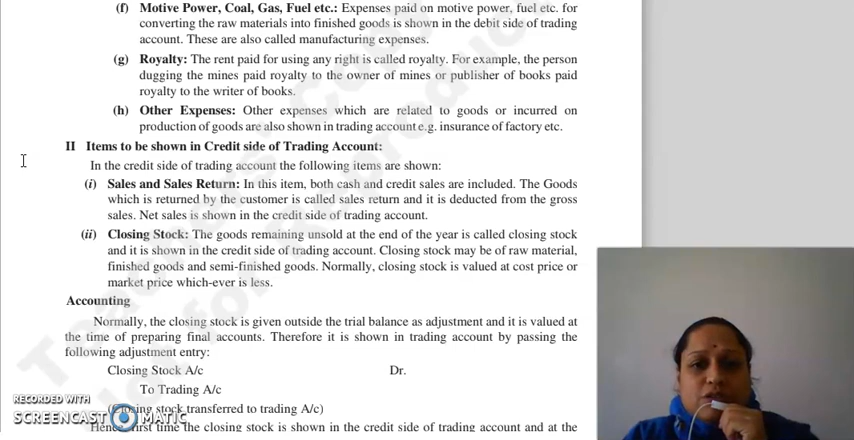 (f) Motive Power, Coal, Gas, Fuel etc.: Expenses paid on motive power, fuel etc. for
converting the raw materials into finished goods is shown in the debit side of trading
account. These are also called manufacturing expenses.
(g) Royalty: The rent paid for using any right is called royalty. For example, the person
dugging the mines paid royalty to the owner of mines or publisher of books paid
royalty to the writer of books.
(h) Other Expenses: Other expenses which are related to goods or incurred on
production of goods are also shown in trading account e.g. insurance of factory etc.
II Items to be shown in Credit side of Trading Account:
In the credit side of trading account the following items are shown:
(i) Sales and Sales Return: In this item, both cash and credit sales are included. The Goods
which is returned by the customer is called sales return and it is deducted from the gross
sales. Net sales is shown in the credit side of trading account.
(ii) Closing Stock: The goods remaining unsold at the end of the year is called closing stock
and it is shown in the credit side of trading account. Closing stock may be of raw material,
finished goods and semi-finished goods. Normally, closing stock is valued at cost price or
market price which-ever is less.
Accounting
Normally, the closing stock is given outside the trial balance as adjustment and it is valued at
the time of preparing final accounts. Therefore it is shown in trading account by passing the
following adjustment entry:
Closing Stock A/c Dr.
To Trading A/c
stock transferred to trading A/c)
first time the closing stock is shown in the credit side of trading account and at the
RECORDED WITH
SCREENCAST MATIC